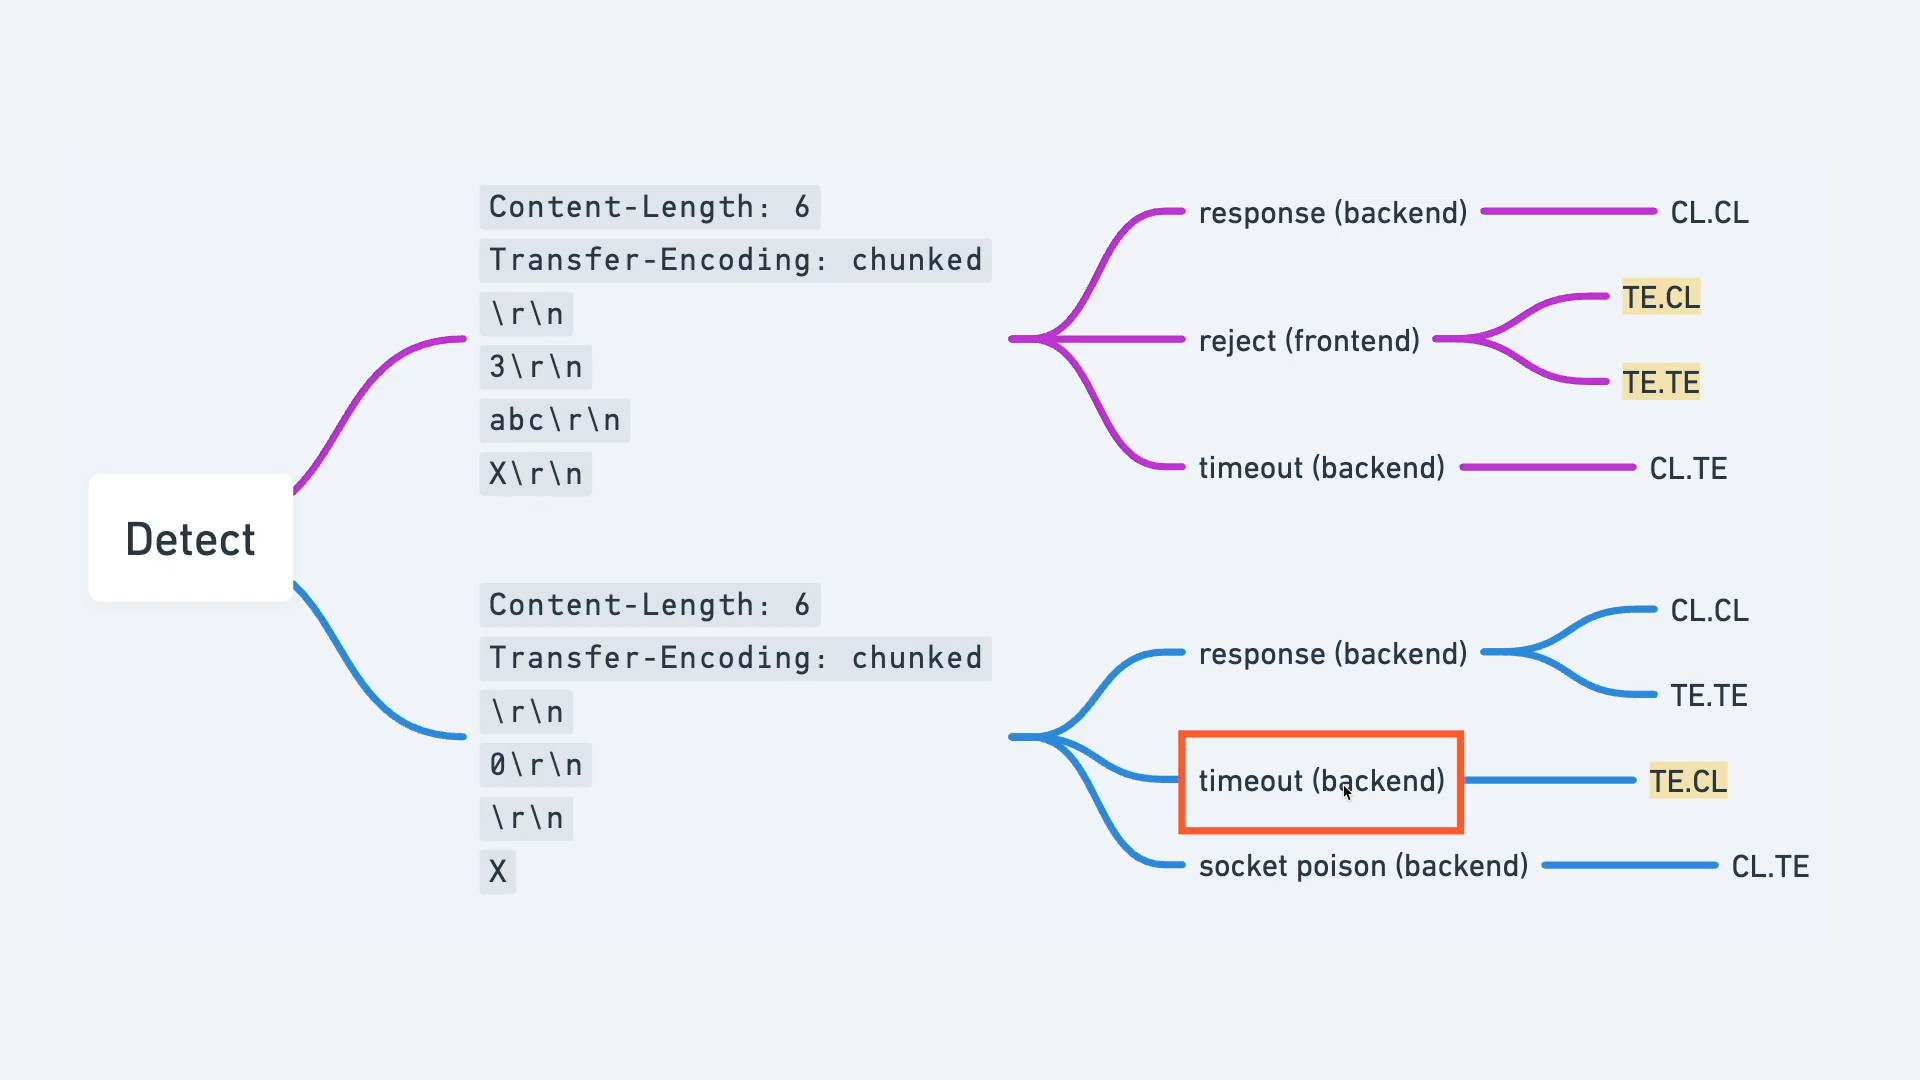 Detect
Content-Length: 6
Transfer-Encoding: chunked
\r\n
3\r\n
abc\r\n
X\r\n
response (backend)
CL.CL
reject (frontend)
TE.CL
TE.TE
timeout (backend)
CL.TE
Content-Length: 6
Transfer-Encoding: chunked
\r\n
0\r\n
\r\n
X
response (backend)
CL.CL
TE.TE
timeout (backend)
TE.CL
socket poison (backend)
CL.TE